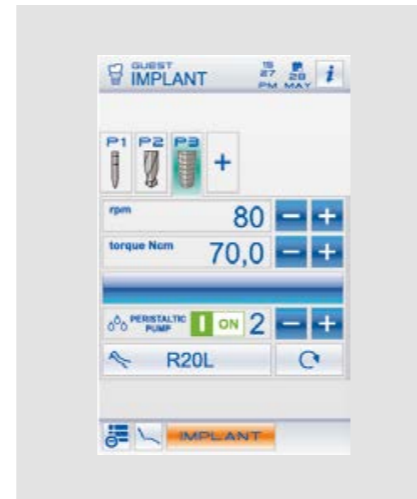 GUEST
IMPLANT
15
27
PM
28
MAY
i
P1 P2 P3 +
rpm 80 − +
torque Ncm 70,0 − +
PERISTALTIC
PUMP I ON 2 − +
R20L
IMPLANT